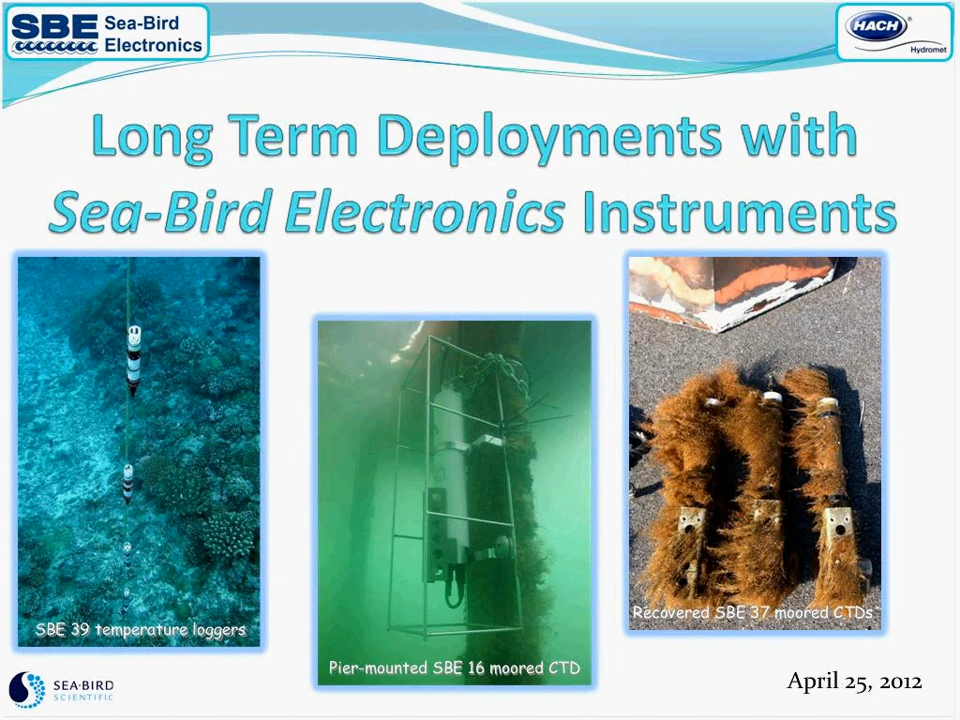 SBE Sea-Bird
Electronics
HACH
Hydromet
Long Term Deployments with
Sea-Bird Electronics Instruments
SBE 39 temperature loggers
Pier-mounted SBE 16 moored CTD
Recovered SBE 37 moored CTDs
SEA-BIRD
SCIENTIFIC
April 25, 2012